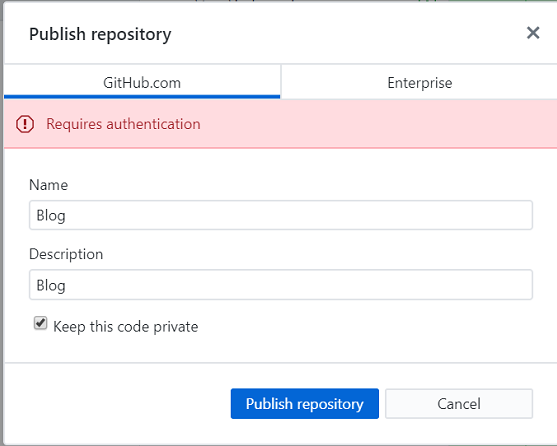 Publish repository
GitHub.com
Enterprise
Requires authentication
Name
Blog
Description
Blog
Keep this code private
Publish repository
Cancel